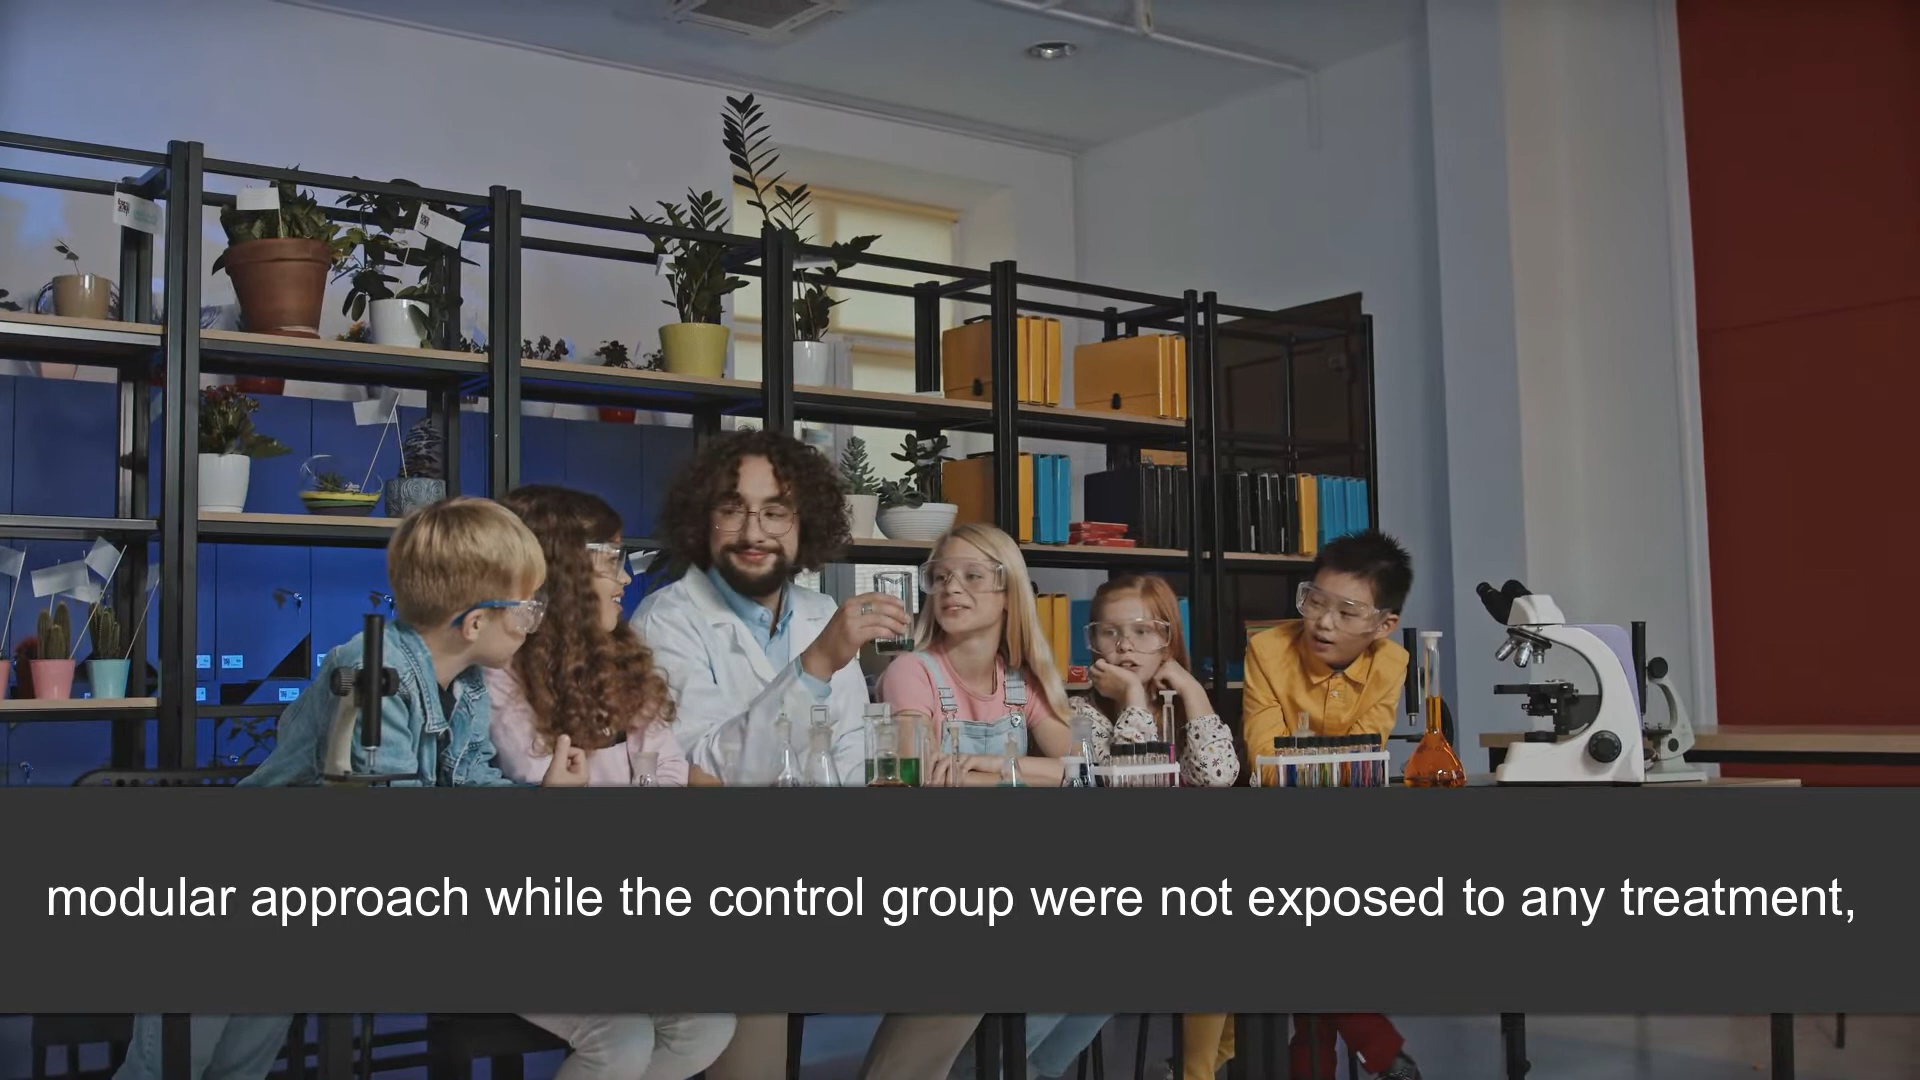 modular approach while the control group were not exposed to any treatment,